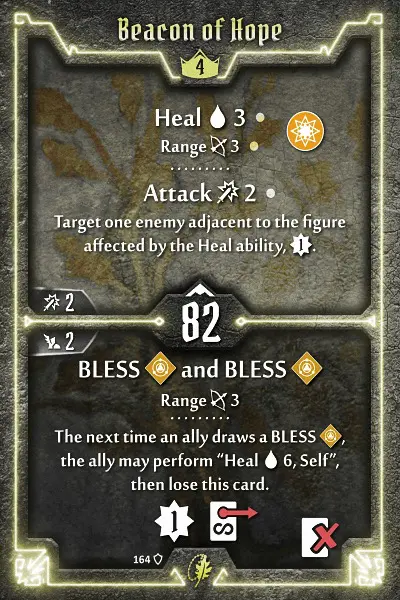 Beacon of Hope
4
Heal 3
Range 3
Attack 2
Target one enemy adjacent to the figure
affected by the Heal ability, 1.
2
82
2
BLESS and BLESS
Range 3
The next time an ally draws a BLESS ,
the ally may perform “Heal 6, Self”,
then lose this card.
1
S
X
164